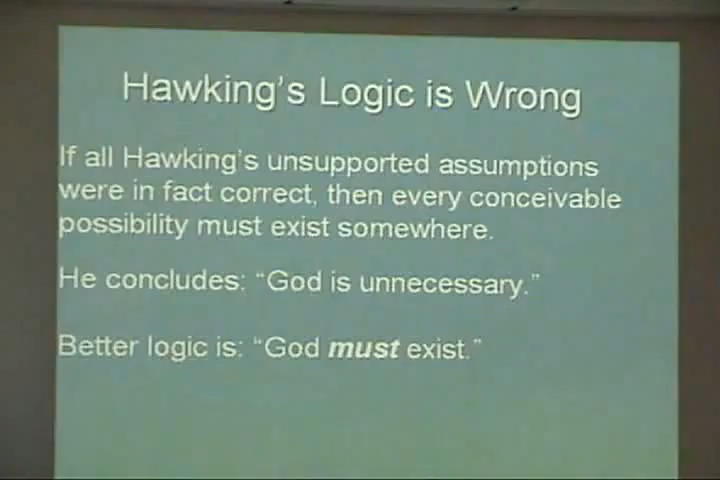 Hawking's Logic is Wrong
If all Hawking's unsupported assumptions
were in fact correct, then every conceivable
possibility must exist somewhere.
He concludes: “God is unnecessary.”
Better logic is: “God must exist.”